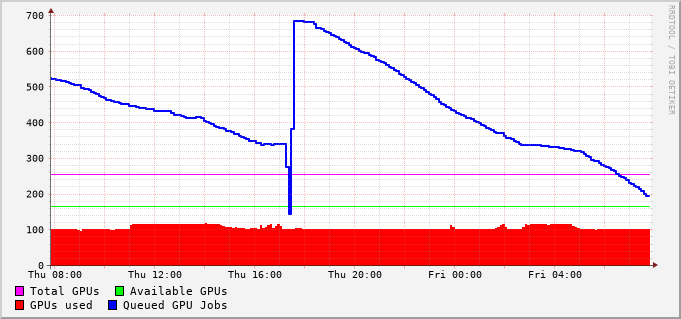 700
600
500
400
300
200
100
0
Thu 08:00 Thu 12:00 Thu 16:00 Thu 20:00 Fri 00:00 Fri 04:00
Total GPUs Available GPUs
GPUs used Queued GPU Jobs
RRDTOOL / TOBI OETIKER